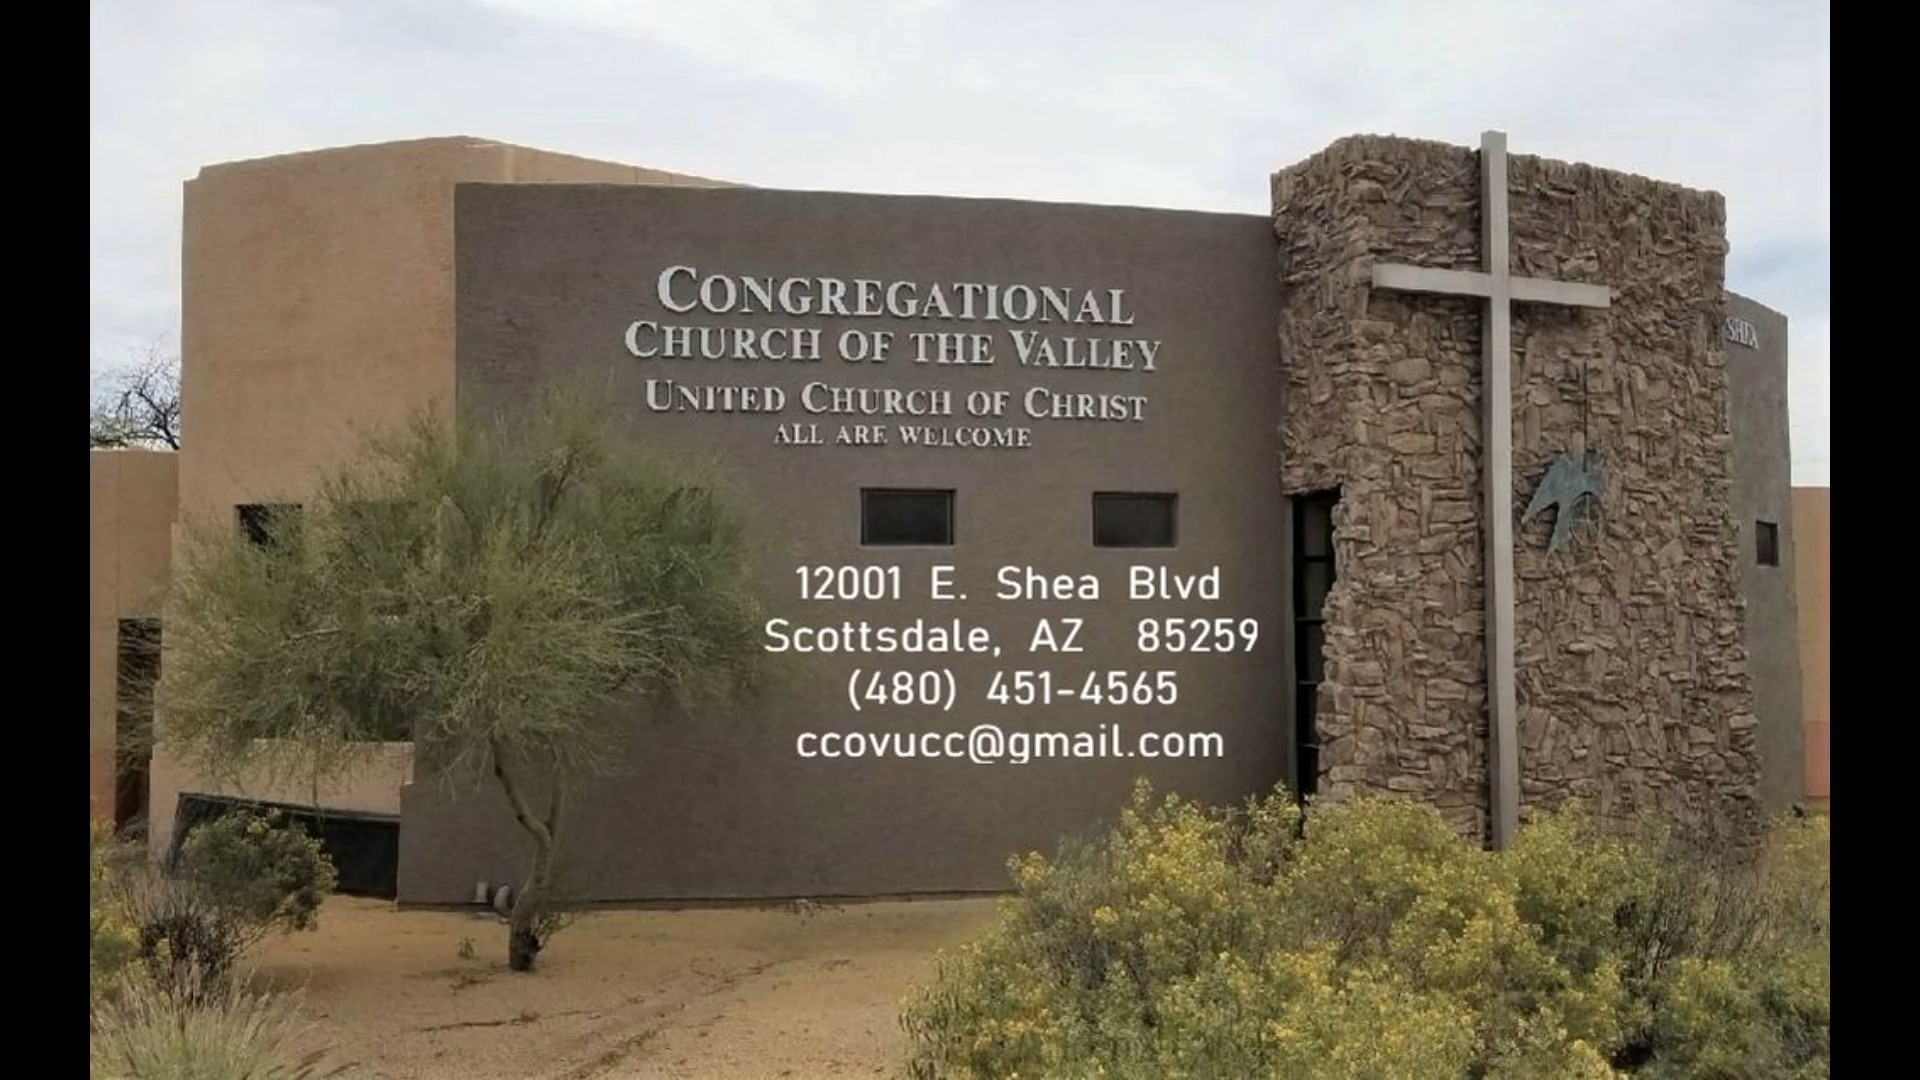 CONGREGATIONAL
CHURCH OF THE VALLEY
UNITED CHURCH OF CHRIST
ALL ARE WELCOME
SHEA
12001 E. Shea Blvd
Scottsdale, AZ 85259
(480) 451-4565
ccovucc@gmail.com